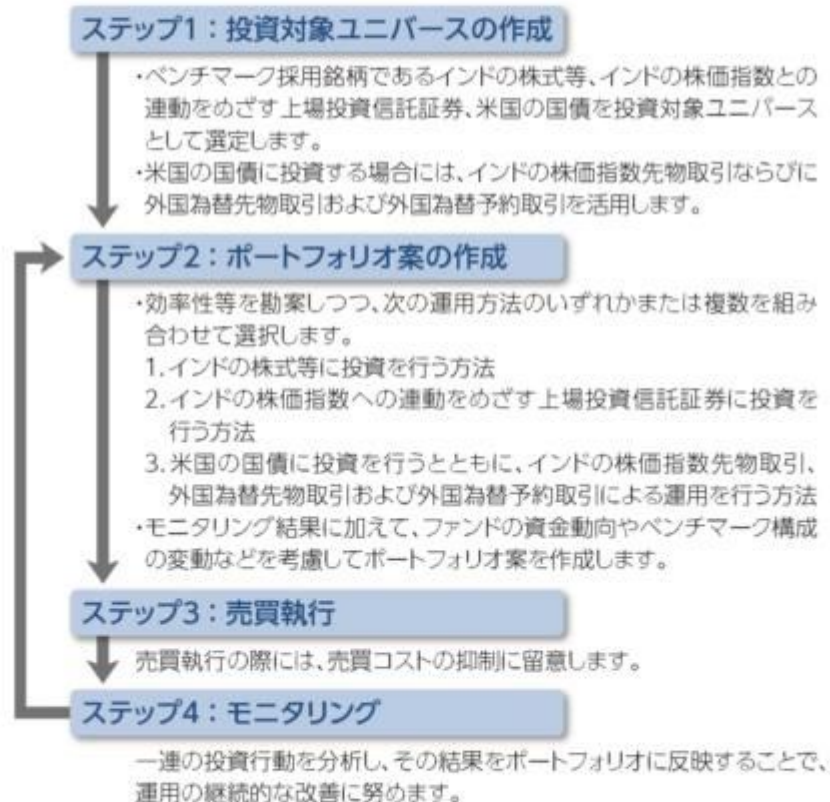 ステップ1：投資対象ユニバースの作成
・ベンチマーク採用銘柄であるインドの株式等、インドの株価指数との
連動をめざす上場投資信託証券、米国の国債を投資対象ユニバース
として選定します。
・米国の国債に投資する場合には、インドの株価指数先物取引ならびに
外国為替先物取引および外国為替予約取引を活用します。
ステップ2：ポートフォリオ案の作成
・効率性等を勘案しつつ、次の運用方法のいずれかまたは複数を組み
合わせて選択します。
1.インドの株式等に投資を行う方法
2.インドの株価指数への連動をめざす上場投資信託証券に投資を
行う方法
3.米国の国債に投資を行うとともに、インドの株価指数先物取引、
外国為替先物取引および外国為替予約取引による運用を行う方法
・モニタリング結果に加えて、ファンドの資金動向やベンチマーク構成
の変動などを考慮してポートフォリオ案を作成します。
ステップ3：売買執行
売買執行の際には、売買コストの抑制に留意します。
ステップ4：モニタリング
一連の投資行動を分析し、その結果をポートフォリオに反映することで、
運用の継続的な改善に努めます。